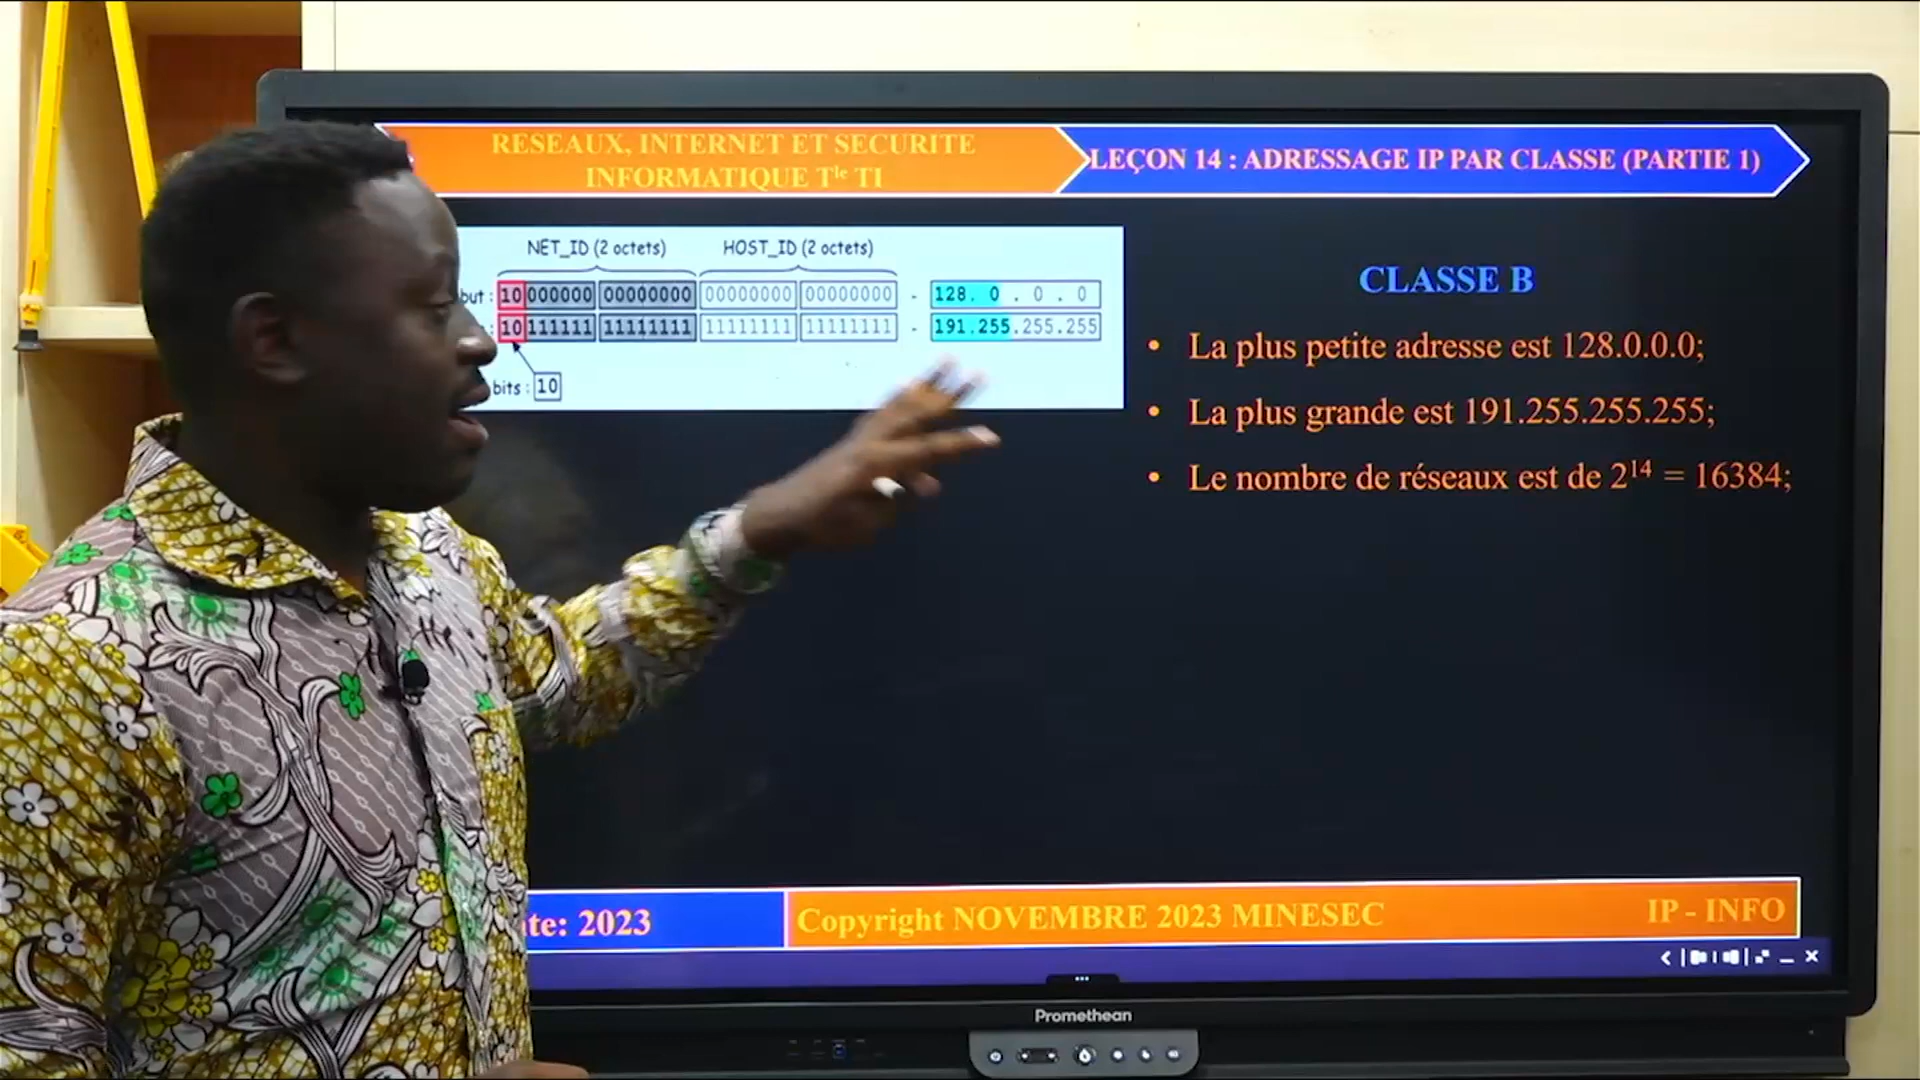 RESEAUX, INTERNET ET SECURITE
INFORMATIQUE Tle TI
LEÇON 14 : ADRESSAGE IP PAR CLASSE (PARTIE 1)
NET_ID (2 octets) HOST_ID (2 octets)
but : 10 000000 00000000 00000000 00000000 - 128. 0 . 0 . 0
: 10 111111 11111111 11111111 11111111 - 191.255.255.255
bits : 10
CLASSE B
• La plus petite adresse est 128.0.0.0;
• La plus grande est 191.255.255.255;
• Le nombre de réseaux est de 2¹⁴ = 16384;
te: 2023
Copyright NOVEMBRE 2023 MINESEC
IP - INFO
Promethean